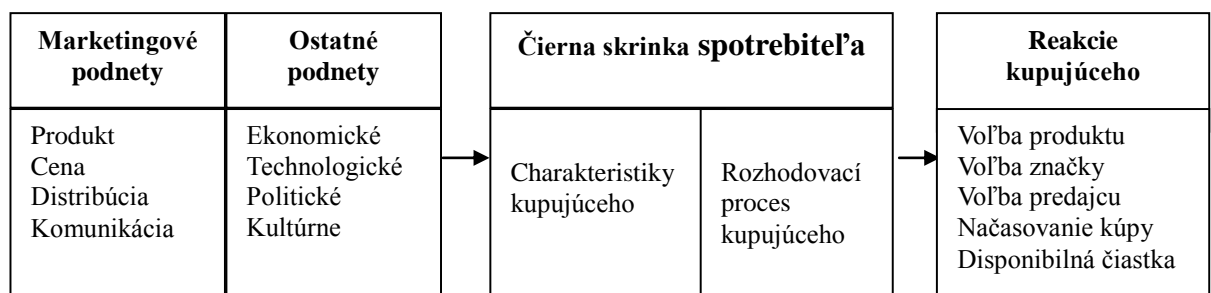 Marketingové
podnety
Ostatné
podnety
Čierna skrinka spotrebiteľa
Reakcie
kupujúceho
Produkt
Cena
Distribúcia
Komunikácia
Ekonomické
Technologické
Politické
Kultúrne
Charakteristiky
kupujúceho
Rozhodovací
proces
kupujúceho
Voľba produktu
Voľba značky
Voľba predajcu
Načasovanie kúpy
Disponibilná čiastka